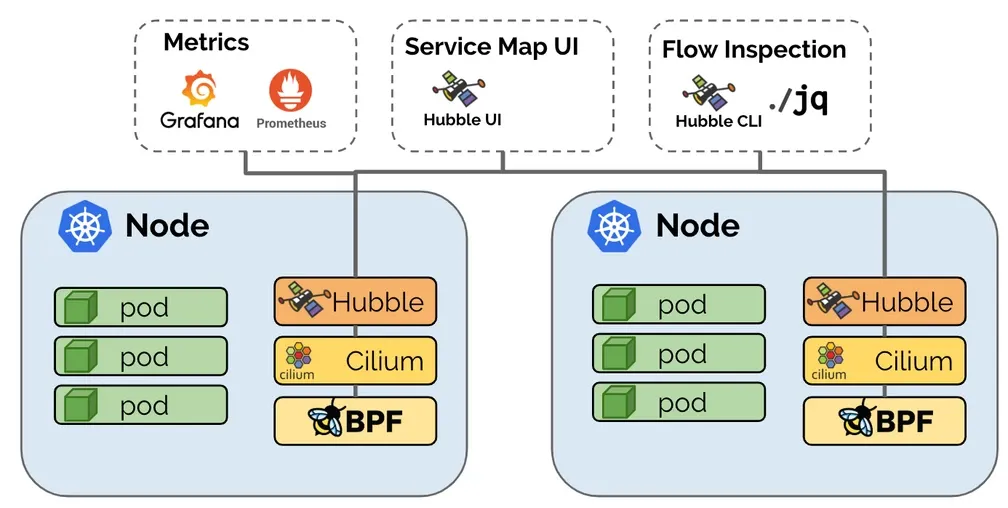 Metrics
Grafana
Prometheus
Service Map UI
Hubble UI
Flow Inspection
Hubble CLI
./jq
Node
pod
pod
pod
Hubble
cilium
Cilium
BPF
Node
pod
pod
pod
Hubble
cilium
Cilium
BPF